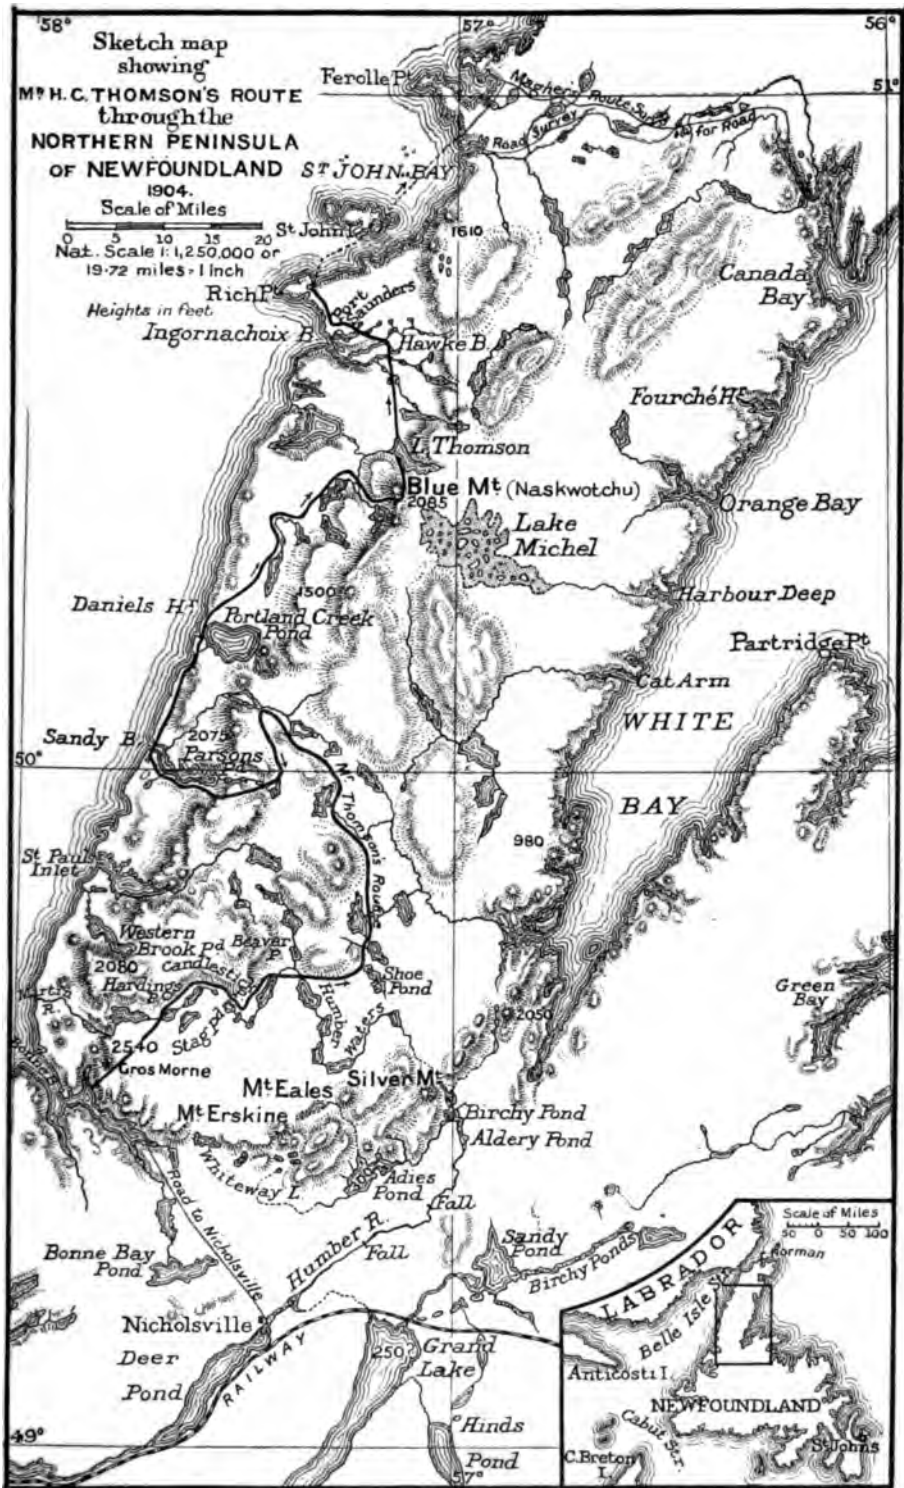 58°
57°
56°
Sketch map
showing
Mr H. C. THOMSON'S ROUTE
through the
NORTHERN PENINSULA
OF NEWFOUNDLAND
1904.
Scale of Miles
0 5 10 15 20
Nat. Scale 1:1,250,000 or
19.72 miles = 1 Inch
Heights in feet
Ferolle Pt.
51°
Road Survey
for Road
ST JOHN BAY
St John I.
1610
Canada
Bay
Rich Pt.
Port
Saunders
Ingornachoix B.
Hawke B.
Fourché Hr.
L. Thomson
Blue Mt. (Naskwotchu)
2085
Orange Bay
Lake
Michel
Harbour Deep
1500
Daniels Hr.
Portland Creek
Pond
Partridge Pt.
Cat Arm
WHITE
BAY
Sandy B.
2075
Parsons
50°
Mr. Thomson's Route
980
St Pauls
Inlet
Western
Brook Pd
Beaver
P.
2080
Candlestick
Hardings
Stag Pd
Shoe
Pond
Humber
Waters
Green
Bay
2050
2540
Gros Morne
Bonne B.
Mt. Eales
Silver Mt.
Mt. Erskine
Birchy Pond
Aldery Pond
Whiteway L.
Adies
Pond
Fall
Road to Nicholsville
Humber R.
Fall
Bonne Bay
Pond
Sandy
Pond
Birchy Ponds
Nicholsville
Deer
Pond
RAILWAY
250
Grand
Lake
Hinds
Pond
49°
57°
Scale of Miles
50 0 50 100
LABRADOR
Belle Isle Str.
Norman
Anticosti I.
NEWFOUNDLAND
Cabot Str.
St Johns
C. Breton
I.